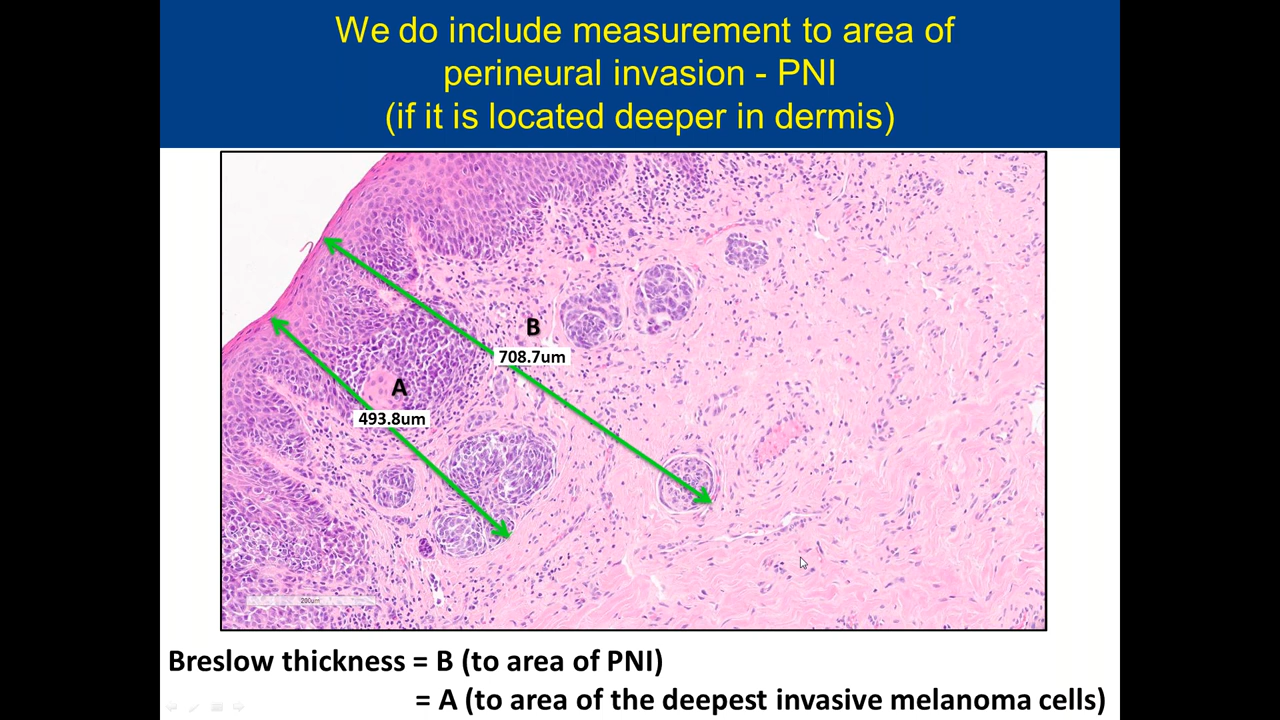 We do include measurement to area of
perineural invasion - PNI
(if it is located deeper in dermis)
B
708.7um
A
493.8um
200um
Breslow thickness = B (to area of PNI)
= A (to area of the deepest invasive melanoma cells)